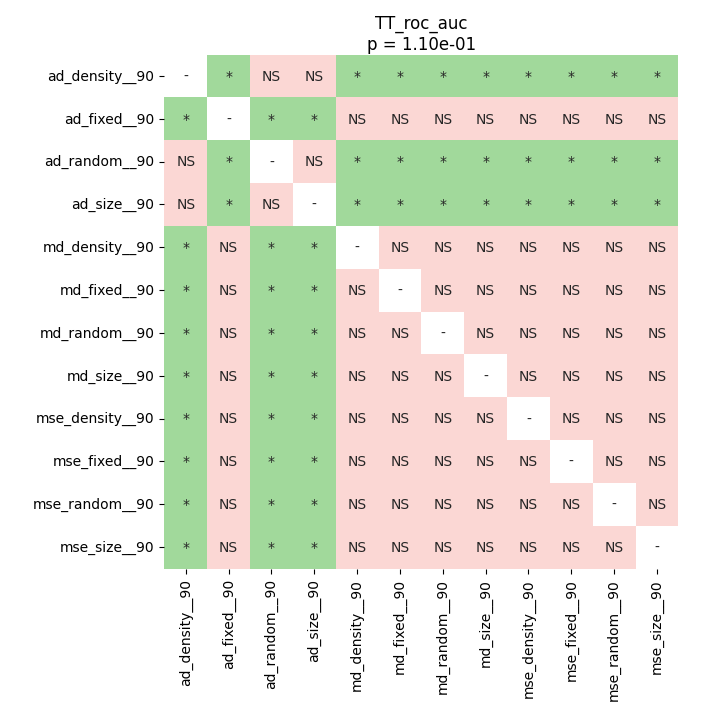 TT_roc_auc
p = 1.10e-01
ad_density__90 - * NS NS * * * * * * * *
ad_fixed__90 * - * * NS NS NS NS NS NS NS NS
ad_random__90 NS * - NS * * * * * * * *
ad_size__90 NS * NS - * * * * * * * *
md_density__90 * NS * * - NS NS NS NS NS NS NS
md_fixed__90 * NS * * NS - NS NS NS NS NS NS
md_random__90 * NS * * NS NS - NS NS NS NS NS
md_size__90 * NS * * NS NS NS - NS NS NS NS
mse_density__90 * NS * * NS NS NS NS - NS NS NS
mse_fixed__90 * NS * * NS NS NS NS NS - NS NS
mse_random__90 * NS * * NS NS NS NS NS NS - NS
mse_size__90 * NS * * NS NS NS NS NS NS NS -
ad_density__90
ad_fixed__90
ad_random__90
ad_size__90
md_density__90
md_fixed__90
md_random__90
md_size__90
mse_density__90
mse_fixed__90
mse_random__90
mse_size__90